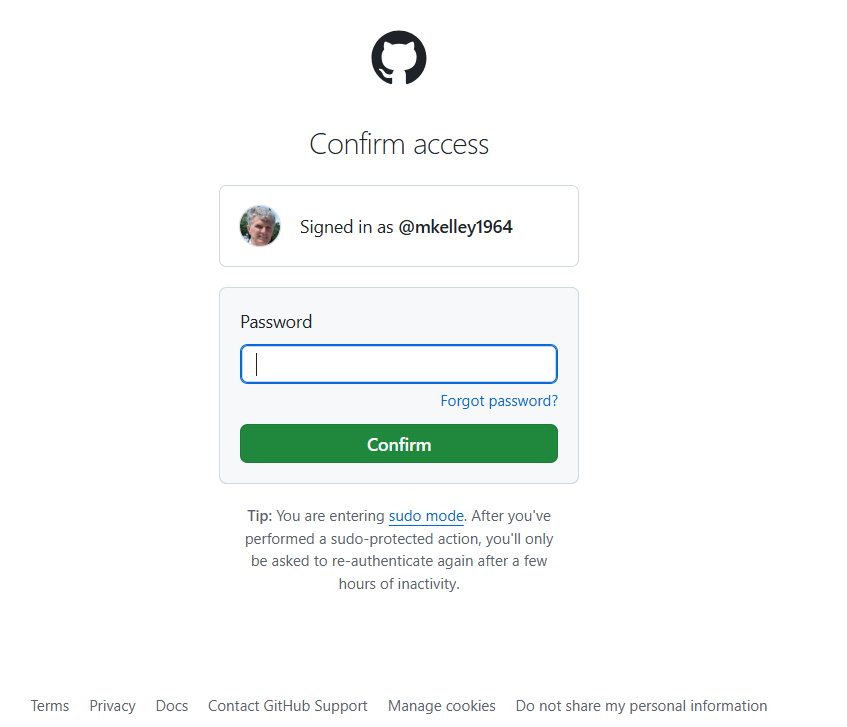 Confirm access
Signed in as @mkelley1964
Password
Forgot password?
Confirm
Tip: You are entering sudo mode. After you've
performed a sudo-protected action, you'll only
be asked to re-authenticate again after a few
hours of inactivity.
Terms Privacy Docs Contact GitHub Support Manage cookies Do not share my personal information